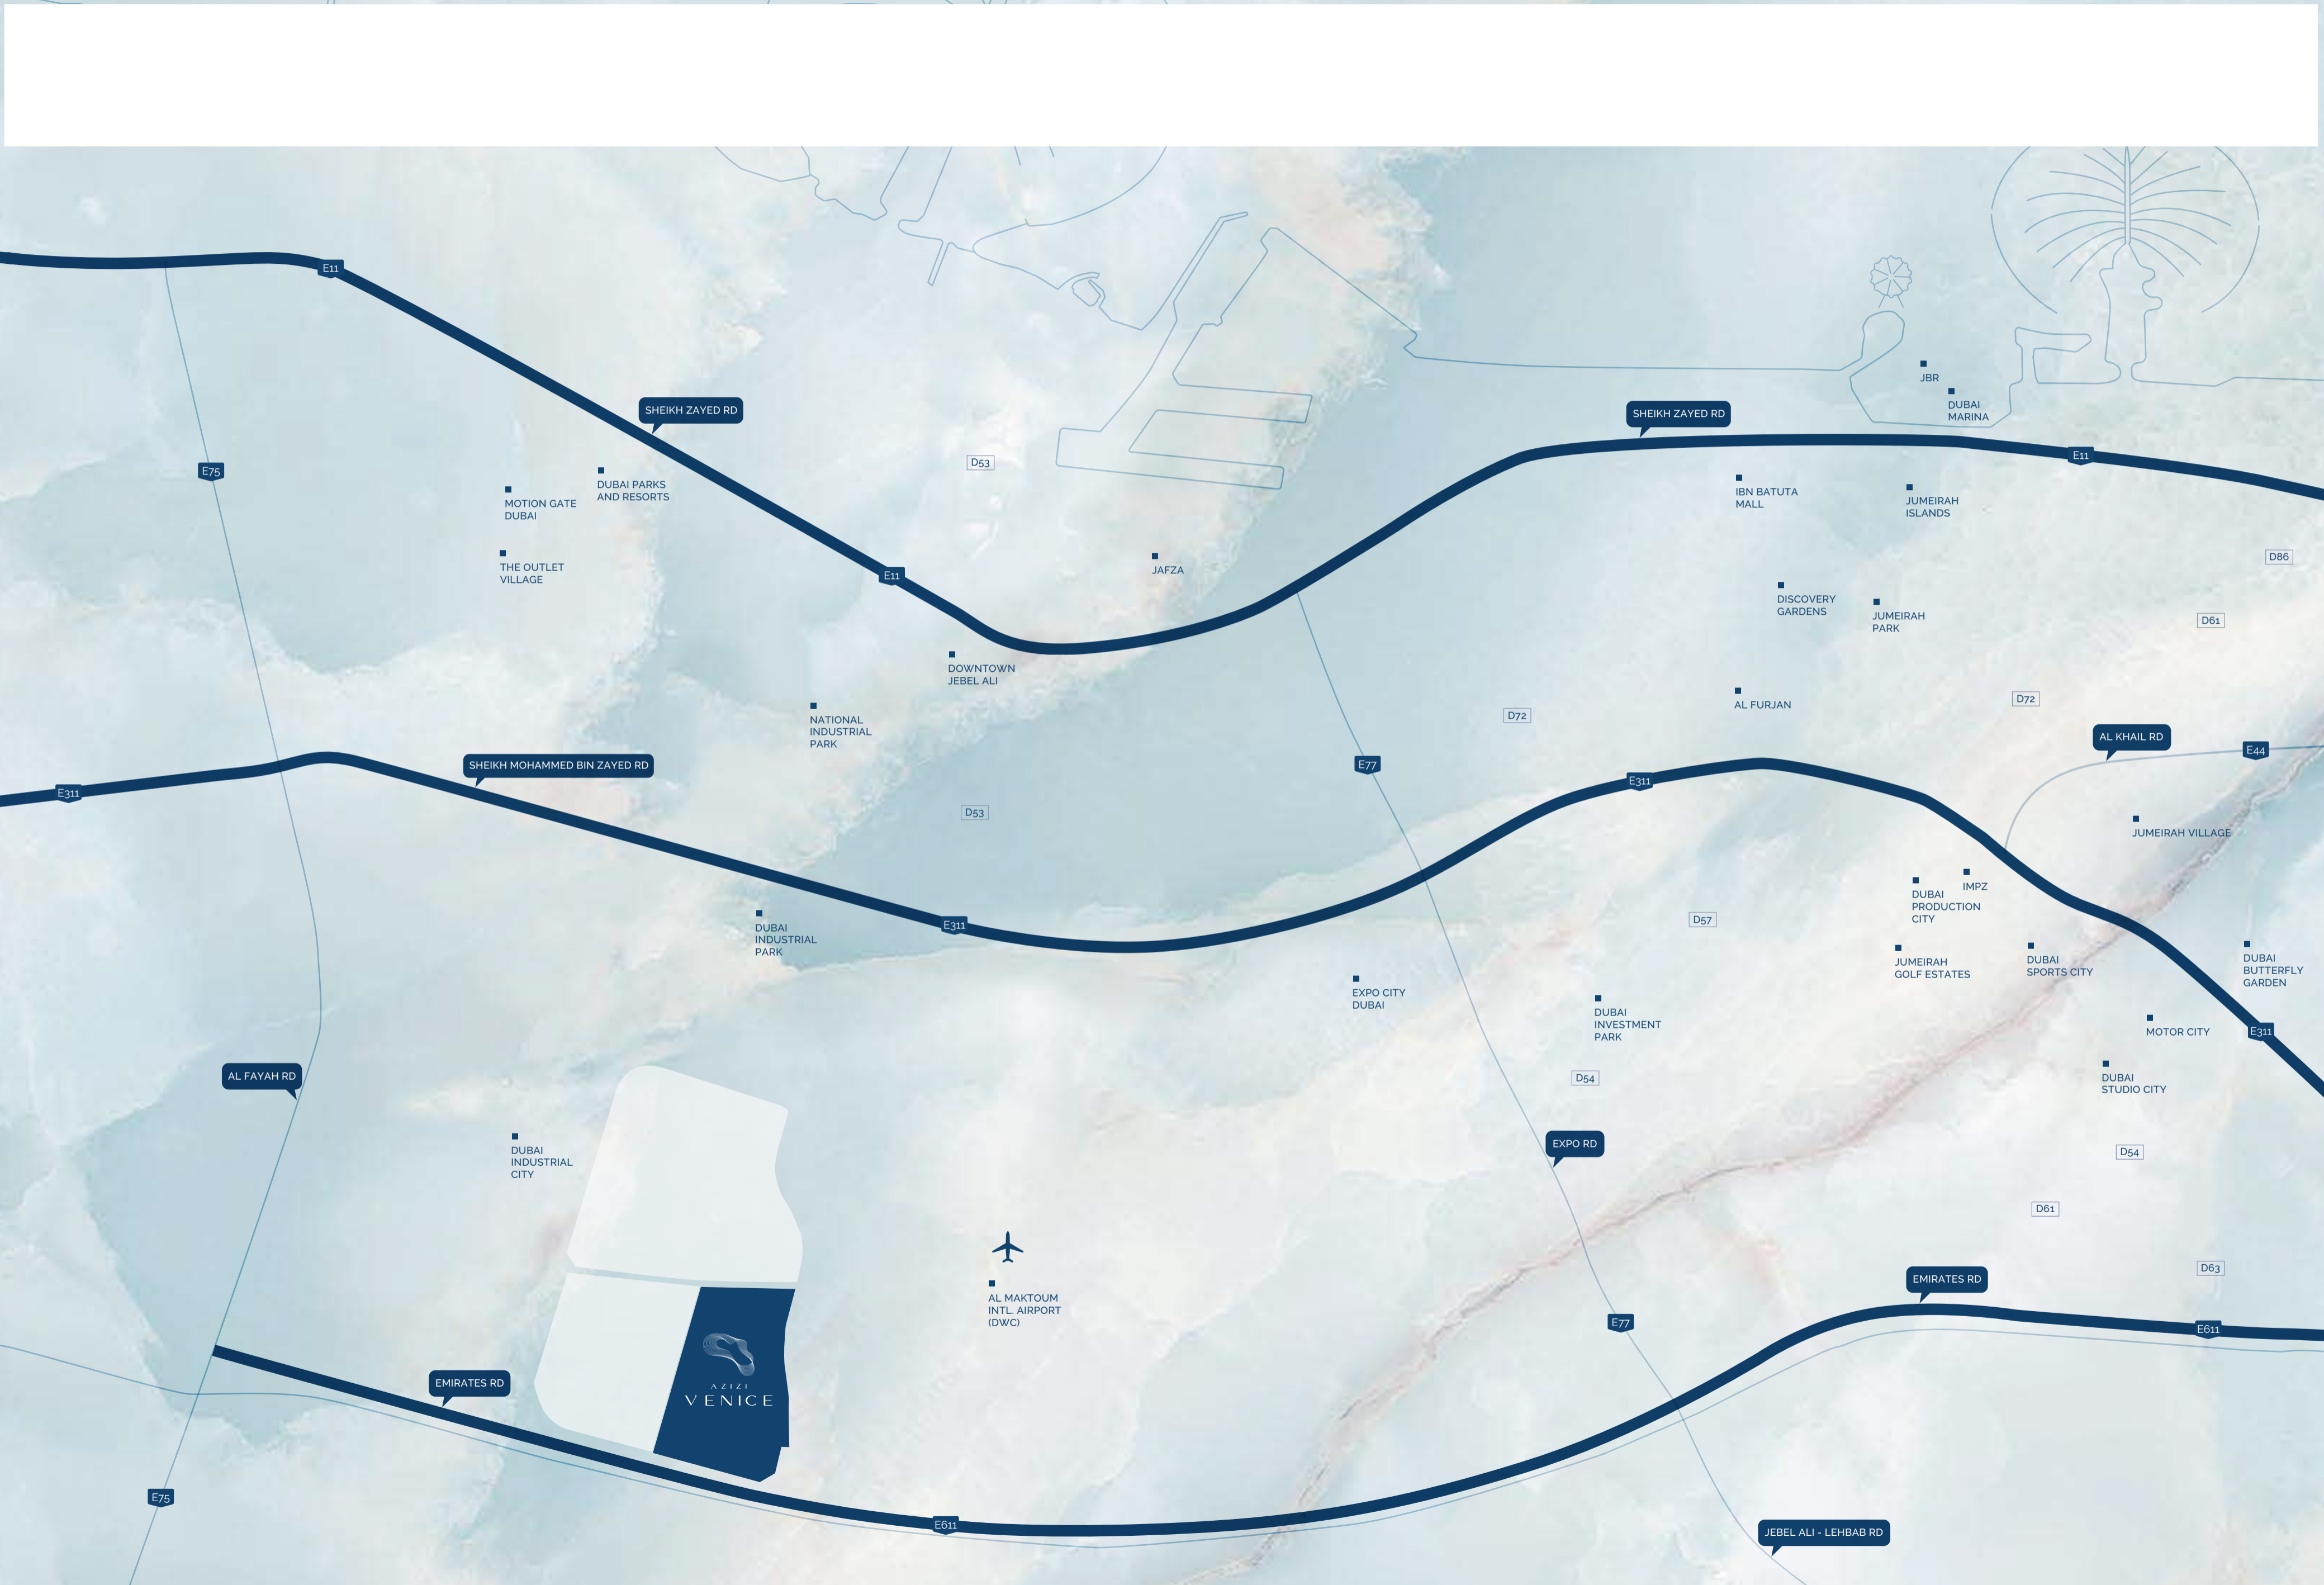 E11
JBR
DUBAI
MARINA
SHEIKH ZAYED RD
SHEIKH ZAYED RD
E11
D53
E75
DUBAI PARKS
AND RESORTS
MOTION GATE
DUBAI
IBN BATUTA
MALL
JUMEIRAH
ISLANDS
THE OUTLET
VILLAGE
E11
JAFZA
D86
DISCOVERY
GARDENS
JUMEIRAH
PARK
D61
DOWNTOWN
JEBEL ALI
NATIONAL
INDUSTRIAL
PARK
AL FURJAN
D72
D72
AL KHAIL RD
E44
SHEIKH MOHAMMED BIN ZAYED RD
E77
E311
E311
D53
JUMEIRAH VILLAGE
IMPZ
DUBAI
PRODUCTION
CITY
DUBAI
INDUSTRIAL
PARK
E311
D57
JUMEIRAH
GOLF ESTATES
DUBAI
SPORTS CITY
DUBAI
BUTTERFLY
GARDEN
EXPO CITY
DUBAI
DUBAI
INVESTMENT
PARK
MOTOR CITY
E311
AL FAYAH RD
D54
DUBAI
STUDIO CITY
DUBAI
INDUSTRIAL
CITY
EXPO RD
D54
D61
D63
EMIRATES RD
AL MAKTOUM
INTL. AIRPORT
(DWC)
E77
E611
EMIRATES RD
AZIZI
VENICE
E75
E611
JEBEL ALI - LEHBAB RD